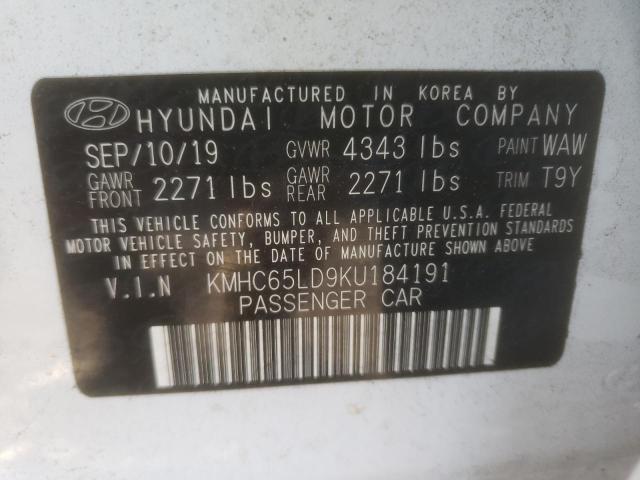 MANUFACTURED IN KOREA BY
HYUNDAI MOTOR COMPANY
SEP/10/19 GVWR 4343 lbs PAINT WAW
GAWR FRONT 2271 lbs GAWR REAR 2271 lbs TRIM T9Y
THIS VEHICLE CONFORMS TO ALL APPLICABLE U.S.A. FEDERAL
MOTOR VEHICLE SAFETY, BUMPER, AND THEFT PREVENTION STANDARDS
IN EFFECT ON THE DATE OF MANUFACTURE SHOWN ABOVE.
V.I.N KMHC65LD9KU184191
PASSENGER CAR